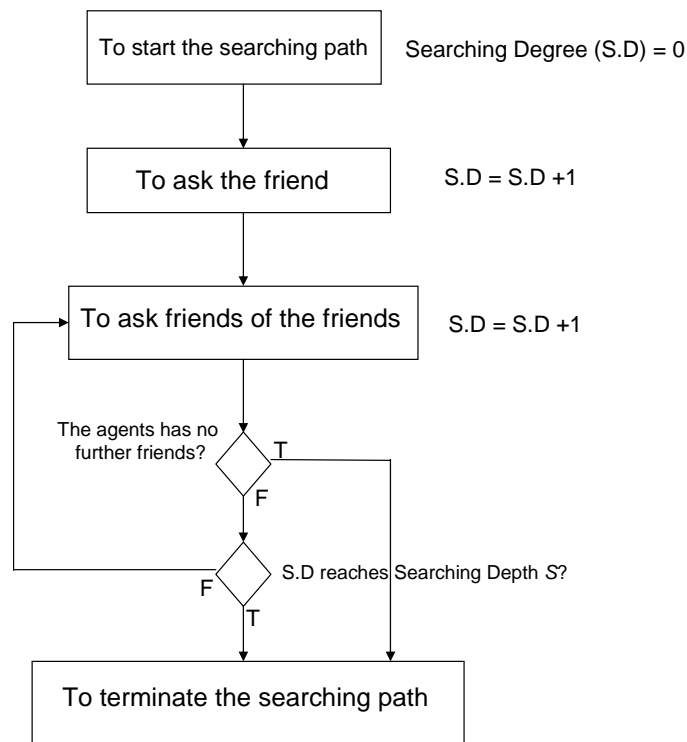 To start the searching path
Searching Degree (S.D) = 0
To ask the friend
S.D = S.D +1
To ask friends of the friends
S.D = S.D +1
The agents has no
further friends?
T
F
S.D reaches Searching Depth S?
F
T
To terminate the searching path